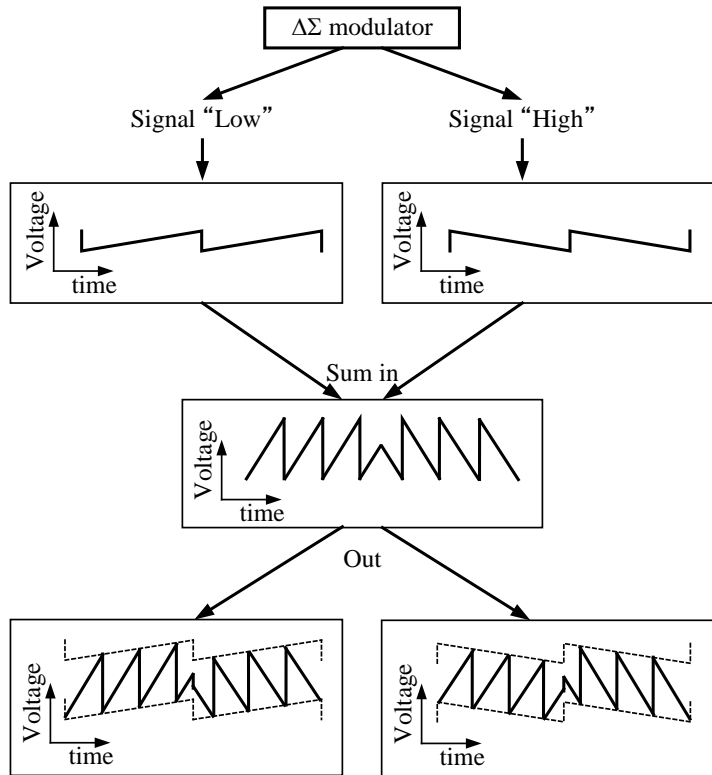 ΔΣ modulator
Signal “Low”
Signal “High”
Voltage
time
Voltage
time
Sum in
Voltage
time
Out
Voltage
time
Voltage
time